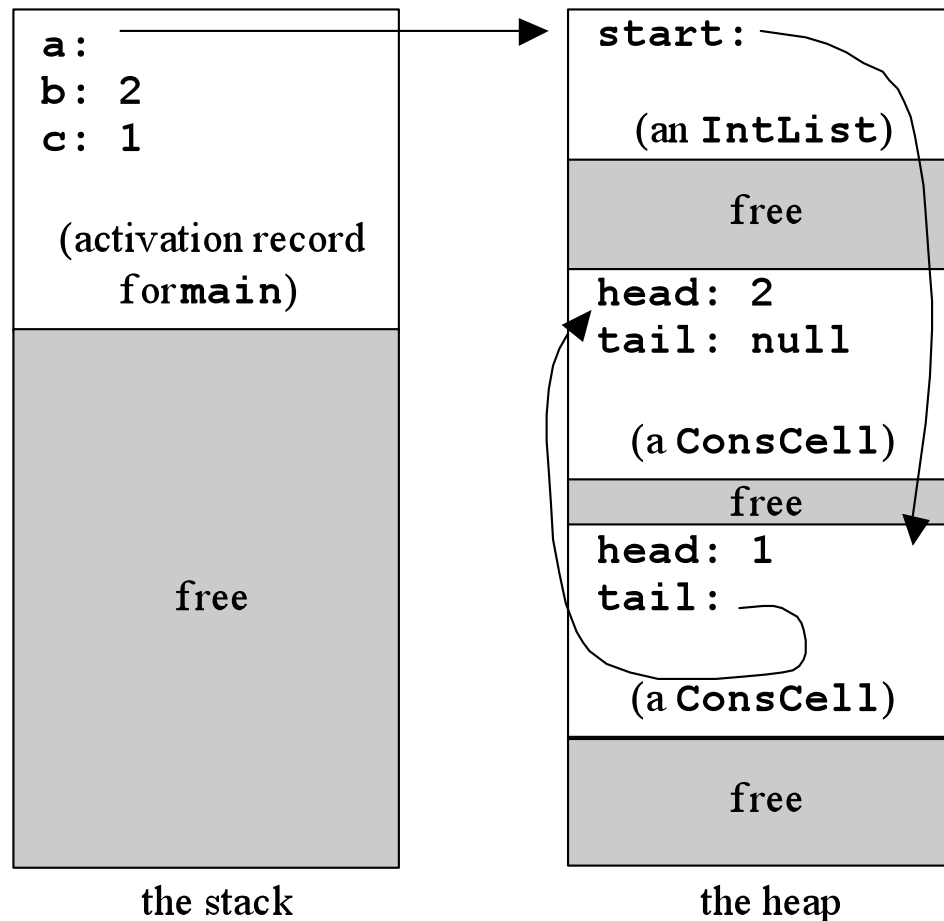 a:
b: 2
c: 1
(activation record
formain)
free
the stack
start:
(an IntList)
free
head: 2
tail: null
(a ConsCell)
free
head: 1
tail:
(a ConsCell)
free
the heap